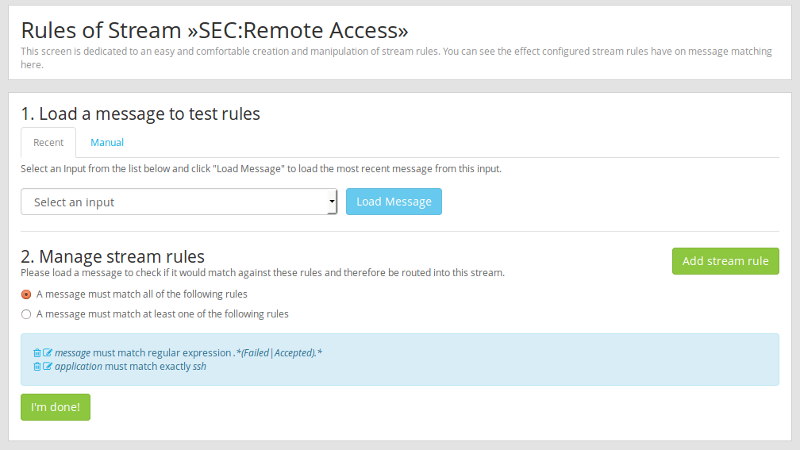 Rules of Stream »SEC:Remote Access»
This screen is dedicated to an easy and comfortable creation and manipulation of stream rules. You can see the effect configured stream rules have on message matching
here.
1. Load a message to test rules
Recent
Manual
Select an Input from the list below and click "Load Message" to load the most recent message from this input.
Select an input
Load Message
2. Manage stream rules
Add stream rule
Please load a message to check if it would match against these rules and therefore be routed into this stream.
A message must match all of the following rules
A message must match at least one of the following rules
message must match regular expression .*(Failed|Accepted).*
application must match exactly ssh
I'm done!